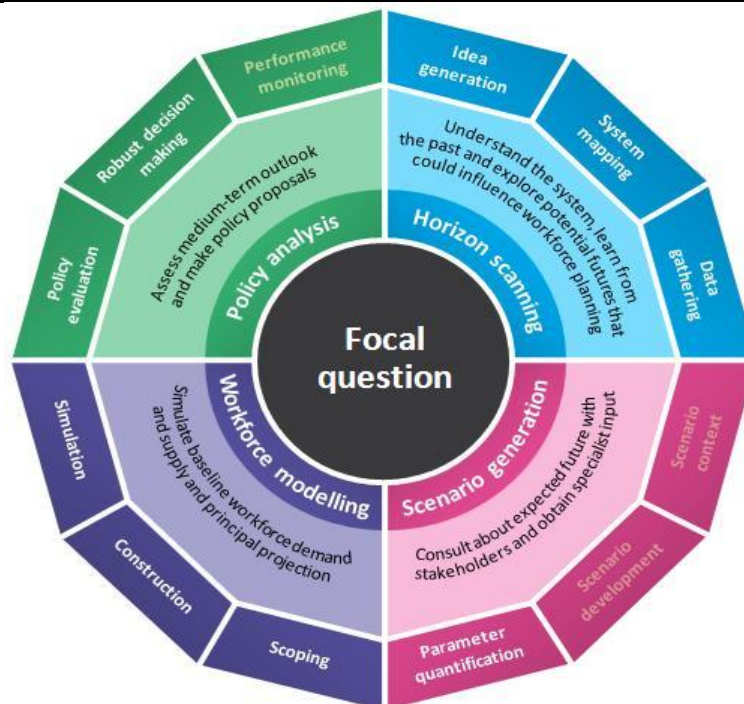 Focal
question
Horizon scanning
Understand the system, learn from
the past and explore potential futures that
could influence workforce planning
Idea
generation
System
mapping
Data
gathering
Scenario generation
Consult about expected future with
stakeholders and obtain specialist input
Scenario
context
Scenario
development
Parameter
quantification
Workforce modelling
Simulate baseline workforce demand
and supply and principal projection
Scoping
Construction
Simulation
Policy analysis
Assess medium-term outlook
and make policy proposals
Policy
evaluation
Robust decision
making
Performance
monitoring